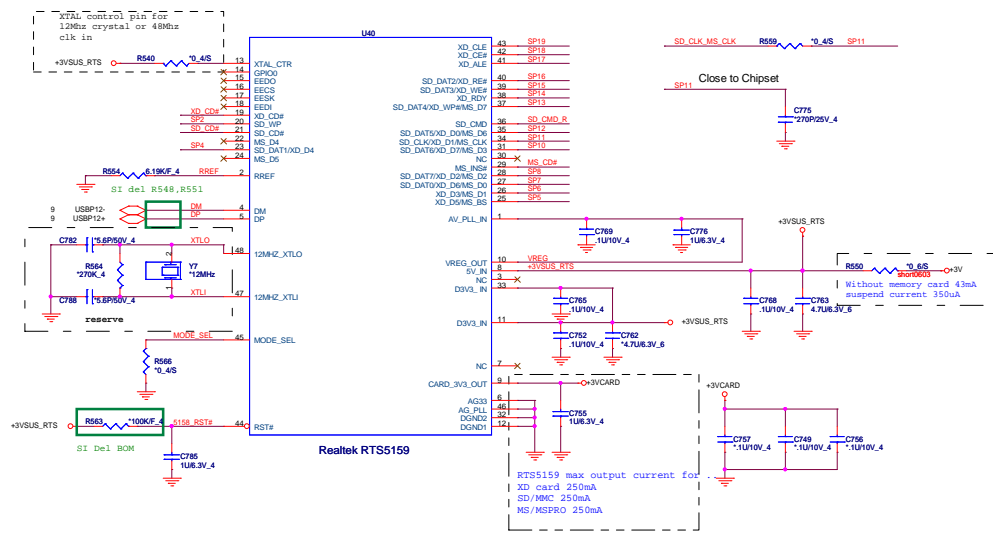 XTAL control pin for
12Mhz crystal or 48Mhz
clk in
+3VSUS_RTS
R540
*0_4/S
U40
13
XTAL_CTR
14
GPIO0
15
EEDO
16
EECS
17
EESK
18
EEDI
XD_CD#
19
XD_CD#
SP2
20
SD_WP
SD_CD#
21
SD_CD#
22
MS_D4
SP4
23
SD_DAT1/XD_D4
24
MS_D5
R554
6.19K/F_4
RREF
2
RREF
SI del R548,R551
9
USBP12-
DM
4
DM
9
USBP12+
DP
5
DP
C782
*5.6P/50V_4
XTLO
48
12MHZ_XTLO
R564
*270K_4
2
Y7
*12MHz
1
C788
*5.6P/50V_4
XTLI
47
12MHZ_XTLI
reserve
MODE_SEL
45
MODE_SEL
R566
*0_4/S
+3VSUS_RTS
R563
*100K/F_4
5158_RST#
44
RST#
SI Del BOM
C785
1U/6.3V_4
Realtek RTS5159
XD_CLE
43
SP19
XD_CE#
42
SP18
XD_ALE
41
SP17
SD_DAT2/XD_RE#
40
SP16
SD_DAT3/XD_WE#
39
SP15
XD_RDY
38
SP14
SD_DAT4/XD_WP#/MS_D7
37
SP13
SD_CMD
36
SD_CMD_R
SD_DAT5/XD_D0/MS_D6
35
SP12
SD_CLK/XD_D1/MS_CLK
34
SP11
SD_DAT6/XD_D7/MS_D3
31
SP10
NC
30
MS_INS#
29
MS_CD#
SD_DAT7/XD_D2/MS_D2
28
SP8
SD_DAT0/XD_D6/MS_D0
27
SP7
XD_D3/MS_D1
26
SP6
XD_D5/MS_BS
25
SP5
AV_PLL_IN
1
C769
.1U/10V_4
C776
1U/6.3V_4
VREG_OUT
10
VREG
5V_IN
8
+3VSUS_RTS
NC
3
D3V3_IN
33
C765
.1U/10V_4
D3V3_IN
11
+3VSUS_RTS
C752
.1U/10V_4
C762
*4.7U/6.3V_6
NC
7
CARD_3V3_OUT
9
+3VCARD
AG33
6
AG_PLL
46
DGND2
32
DGND1
12
C755
1U/6.3V_4
RTS5159 max output current for .
XD card 250mA
SD/MMC 250mA
MS/MSPRO 250mA
SD_CLK_MS_CLK
R559
*0_4/S
SP11
Close to Chipset
SP11
C775
*270P/25V_4
+3VSUS_RTS
R550
*0_6/S
short0603
+3V
Without memory card 43mA
suspend current 350uA
C768
.1U/10V_4
C763
4.7U/6.3V_6
+3VCARD
C757
*.1U/10V_4
C749
*.1U/10V_4
C756
*.1U/10V_4